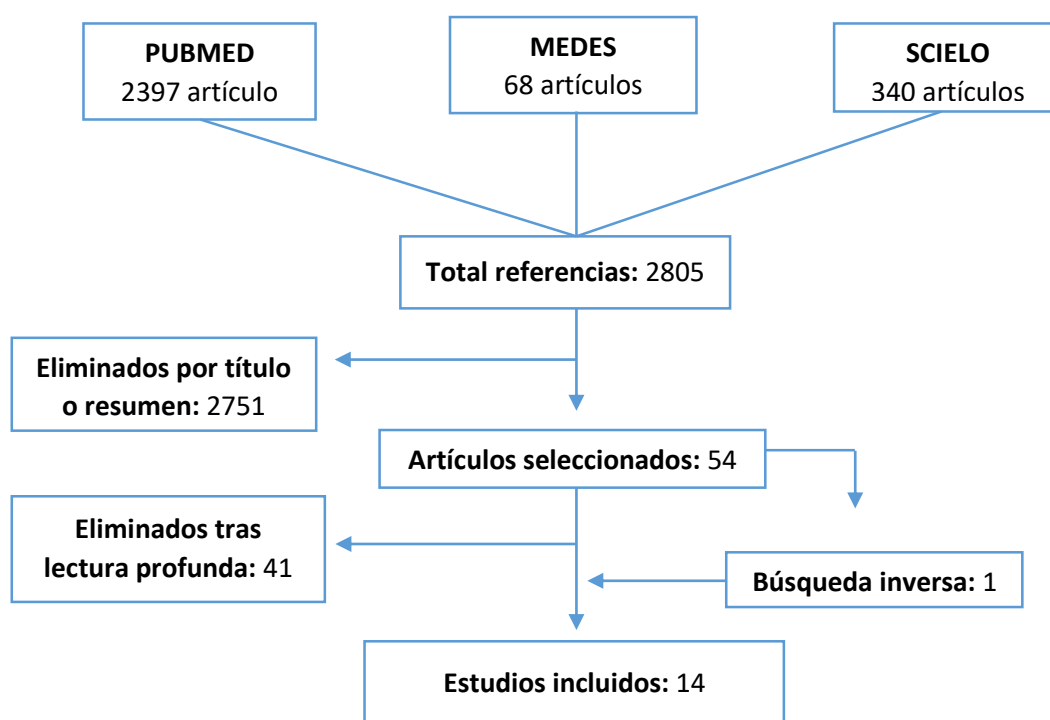 PUBMED
2397 artículo
MEDES
68 artículos
SCIELO
340 artículos
Total referencias: 2805
Eliminados por título
o resumen: 2751
Artículos seleccionados: 54
Eliminados tras
lectura profunda: 41
Búsqueda inversa: 1
Estudios incluidos: 14